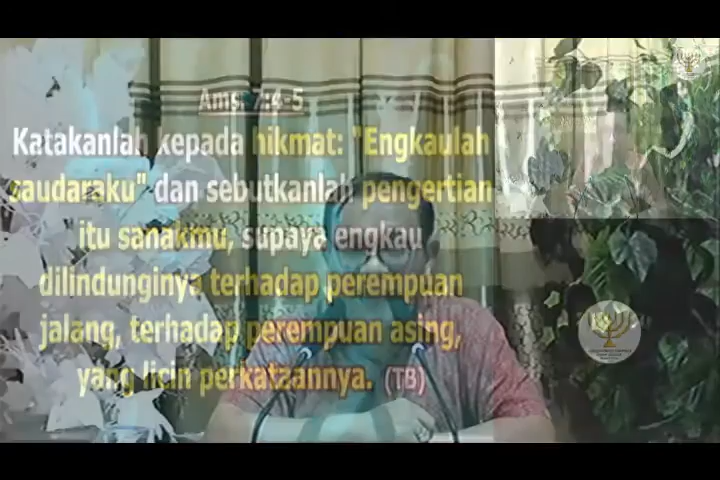 Ams. 7:4-5
Katakanlah kepada hikmat: "Engkaulah
saudaraku" dan sebutkanlah pengertian
itu sanakmu, supaya engkau
dilindunginya terhadap perempuan
jalang, terhadap perempuan asing,
yang licin perkataannya. (TB)